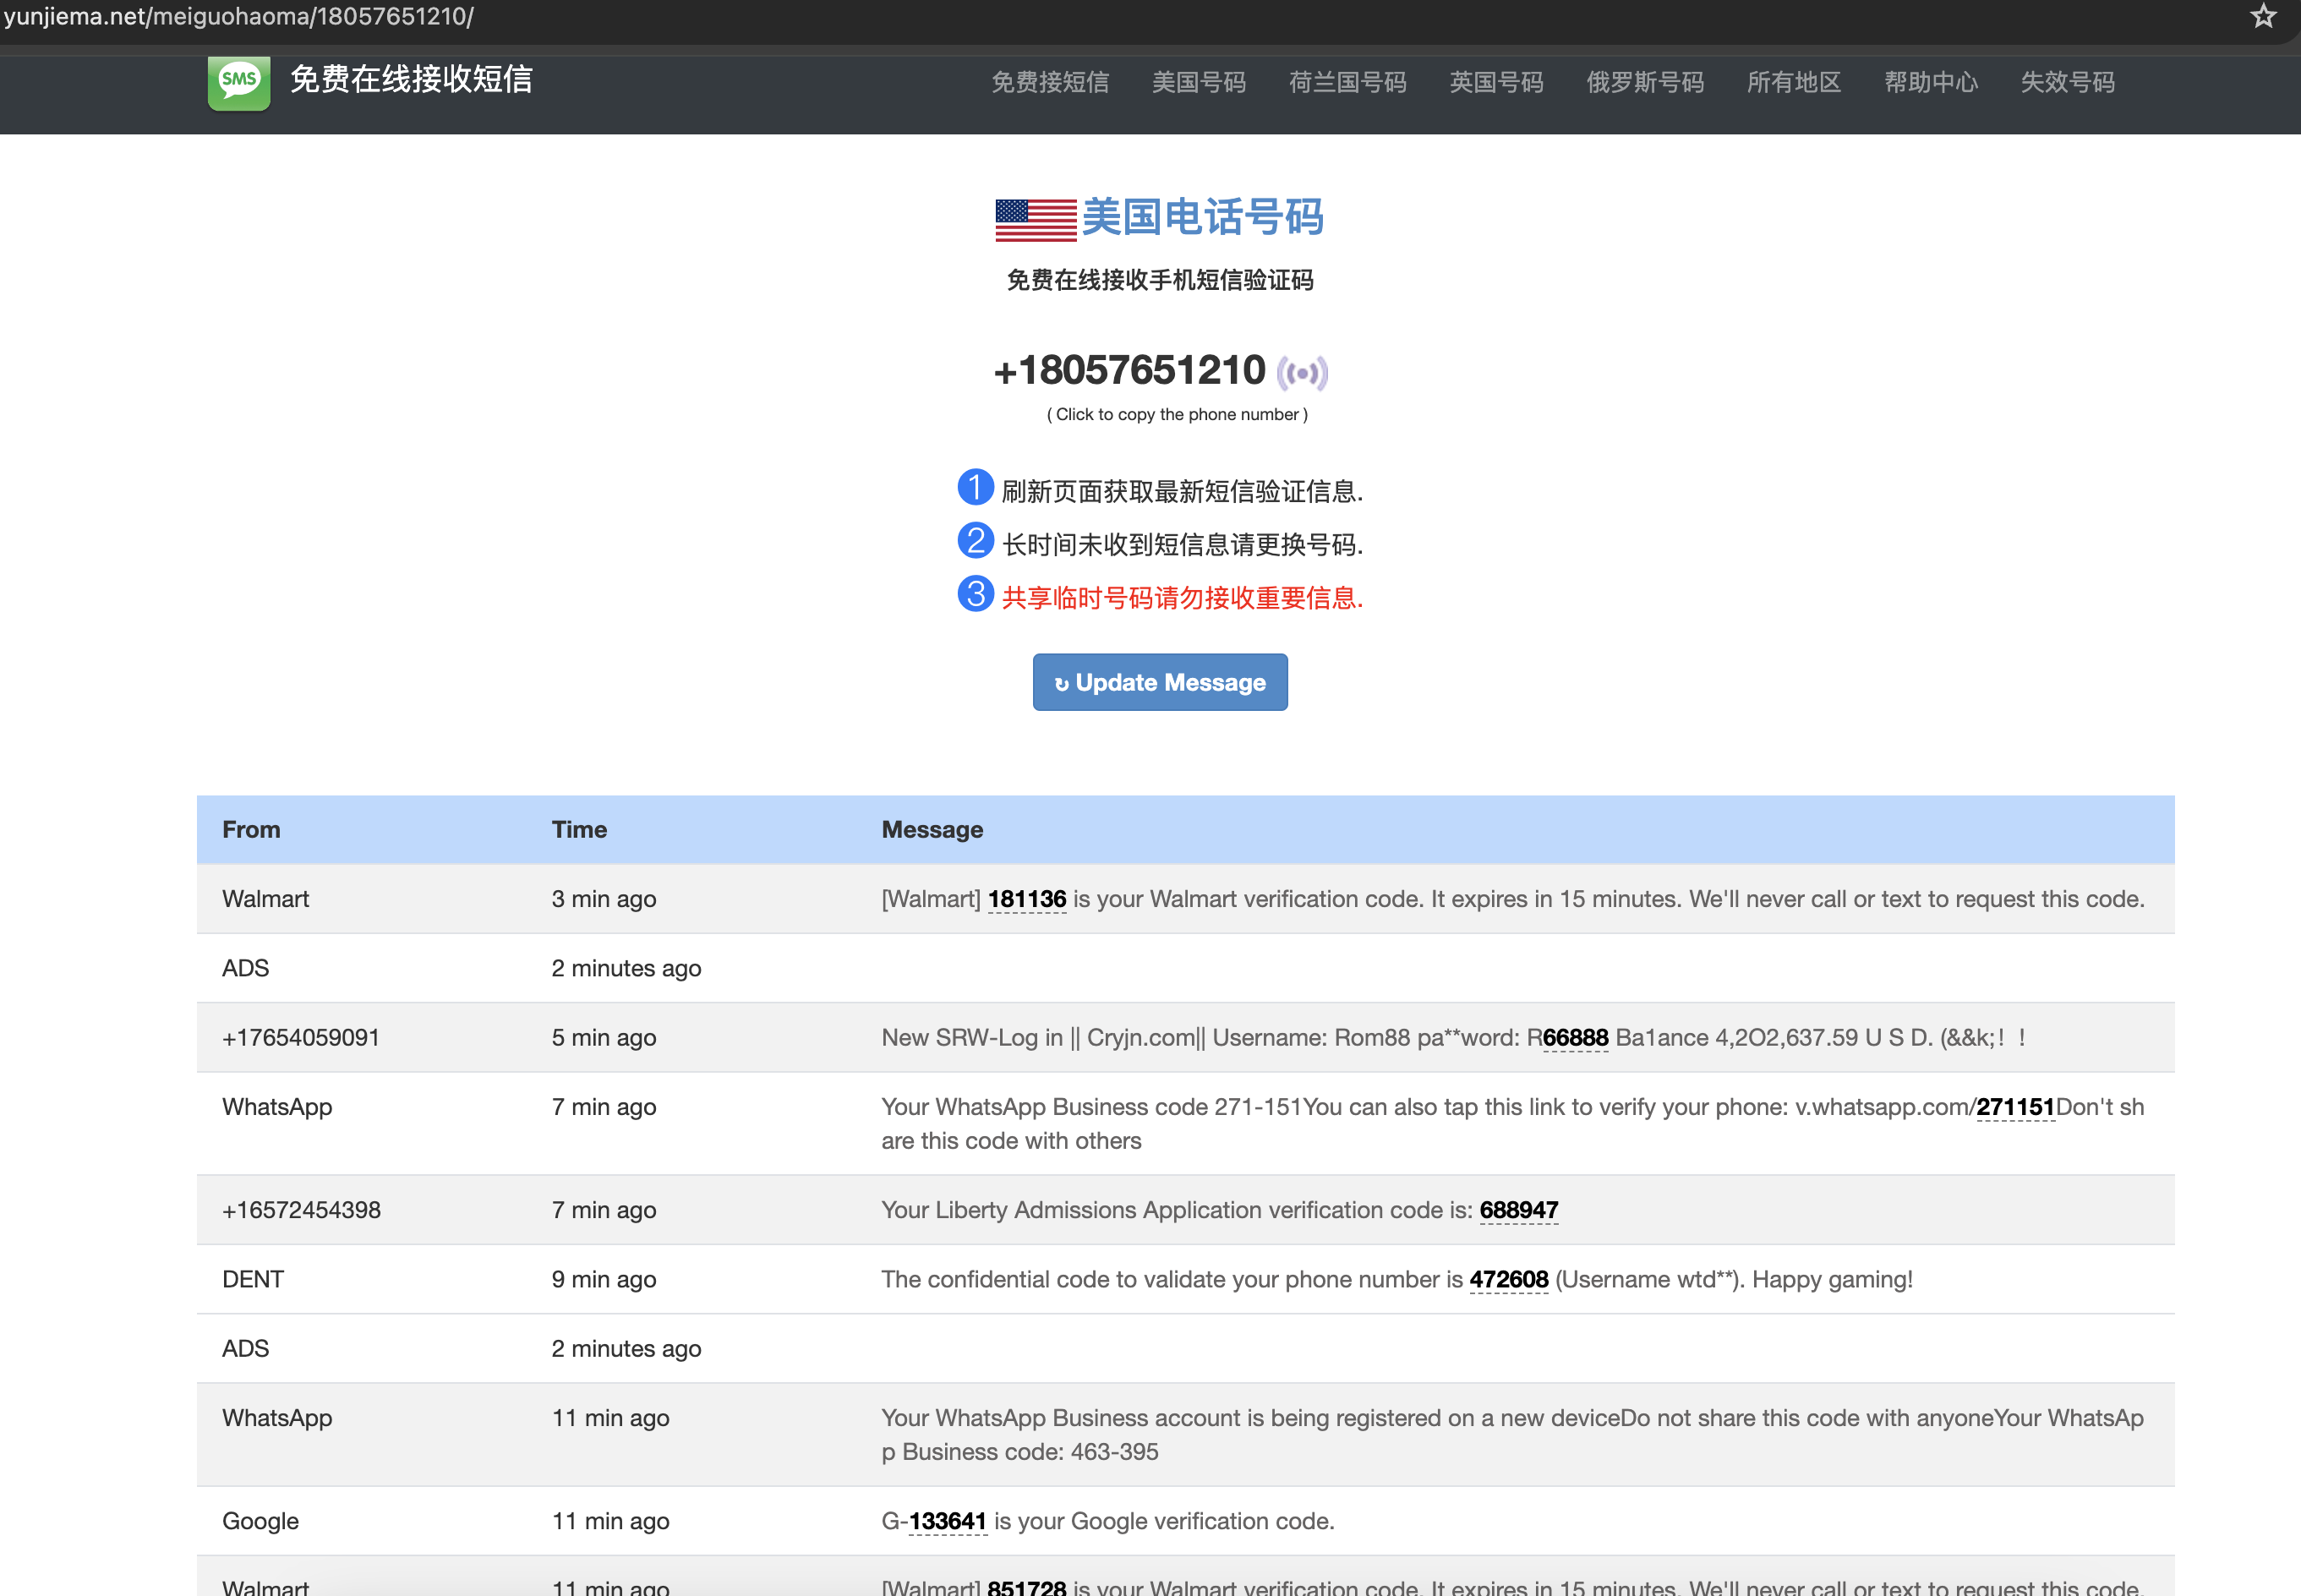 yunjiema.net/meiguohaoma/18057651210/
SMS 免费在线接收短信 免费接短信 美国号码 荷兰国号码 英国号码 俄罗斯号码 所有地区 帮助中心 失效号码
美国电话号码
免费在线接收手机短信验证码
+18057651210
( Click to copy the phone number )
1 刷新页面获取最新短信验证信息.
2 长时间未收到短信息请更换号码.
3 共享临时号码请勿接收重要信息.
↻ Update Message
From Time Message
Walmart 3 min ago [Walmart] 181136 is your Walmart verification code. It expires in 15 minutes. We'll never call or text to request this code.
ADS 2 minutes ago
+17654059091 5 min ago New SRW-Log in || Cryjn.com|| Username: Rom88 pa**word: R66888 Ba1ance 4,2O2,637.59 U S D. (&&k;！！
WhatsApp 7 min ago Your WhatsApp Business code 271-151You can also tap this link to verify your phone: v.whatsapp.com/271151Don't sh
are this code with others
+16572454398 7 min ago Your Liberty Admissions Application verification code is: 688947
DENT 9 min ago The confidential code to validate your phone number is 472608 (Username wtd**). Happy gaming!
ADS 2 minutes ago
WhatsApp 11 min ago Your WhatsApp Business account is being registered on a new deviceDo not share this code with anyoneYour WhatsAp
p Business code: 463-395
Google 11 min ago G-133641 is your Google verification code.
Walmart 11 min ago [Walmart] 851728 is your Walmart verification code. It expires in 15 minutes. We'll never call or text to request this code.